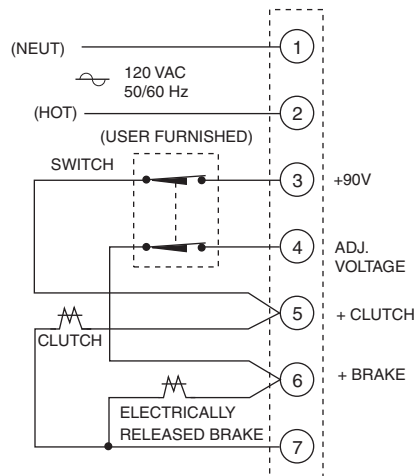 (NEUT)
1
120 VAC
50/60 Hz
(HOT)
2
(USER FURNISHED)
SWITCH
3
+90V
4
ADJ.
VOLTAGE
5
+ CLUTCH
CLUTCH
6
+ BRAKE
ELECTRICALLY
RELEASED BRAKE
7